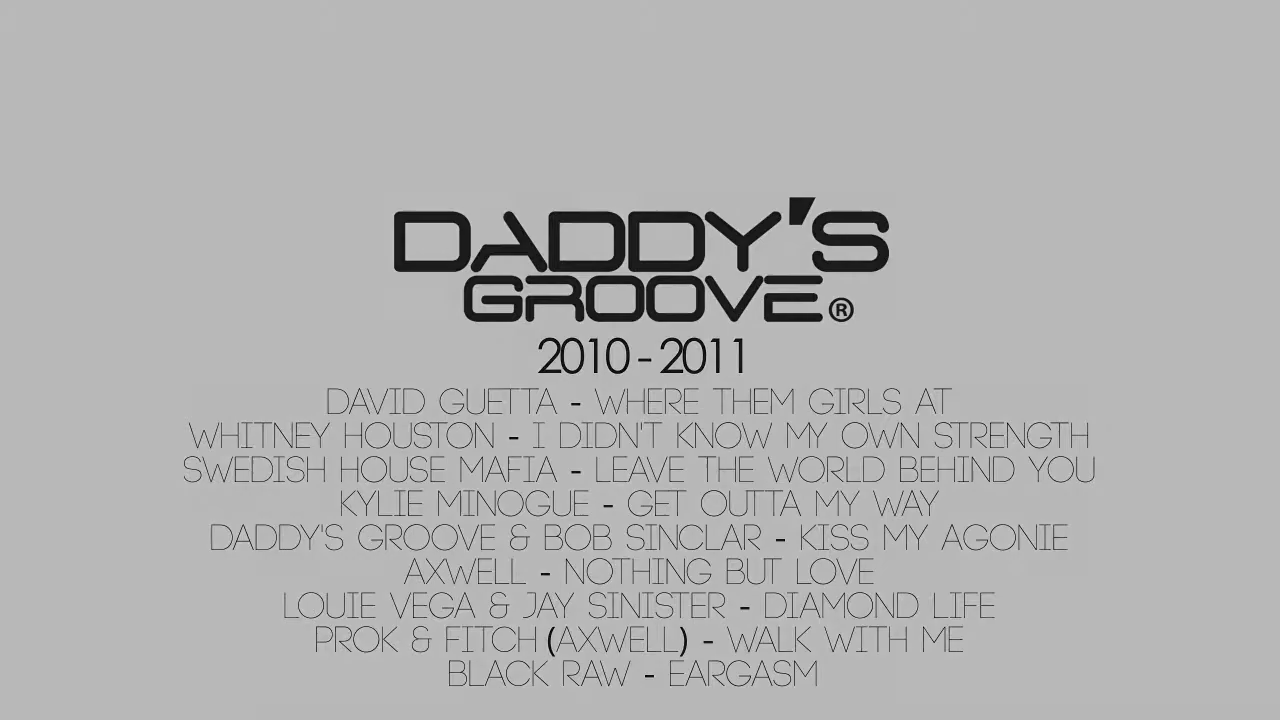 DADDY'S
GROOVE®
2010 - 2011
DAVID GUETTA - WHERE THEM GIRLS AT
WHITNEY HOUSTON - I DIDN'T KNOW MY OWN STRENGTH
SWEDISH HOUSE MAFIA - LEAVE THE WORLD BEHIND YOU
KYLIE MINOGUE - GET OUTTA MY WAY
DADDY'S GROOVE & BOB SINCLAR - KISS MY AGONIE
AXWELL - NOTHING BUT LOVE
LOUIE VEGA & JAY SINISTER - DIAMOND LIFE
PROK & FITCH (AXWELL) - WALK WITH ME
BLACK RAW - EARGASM